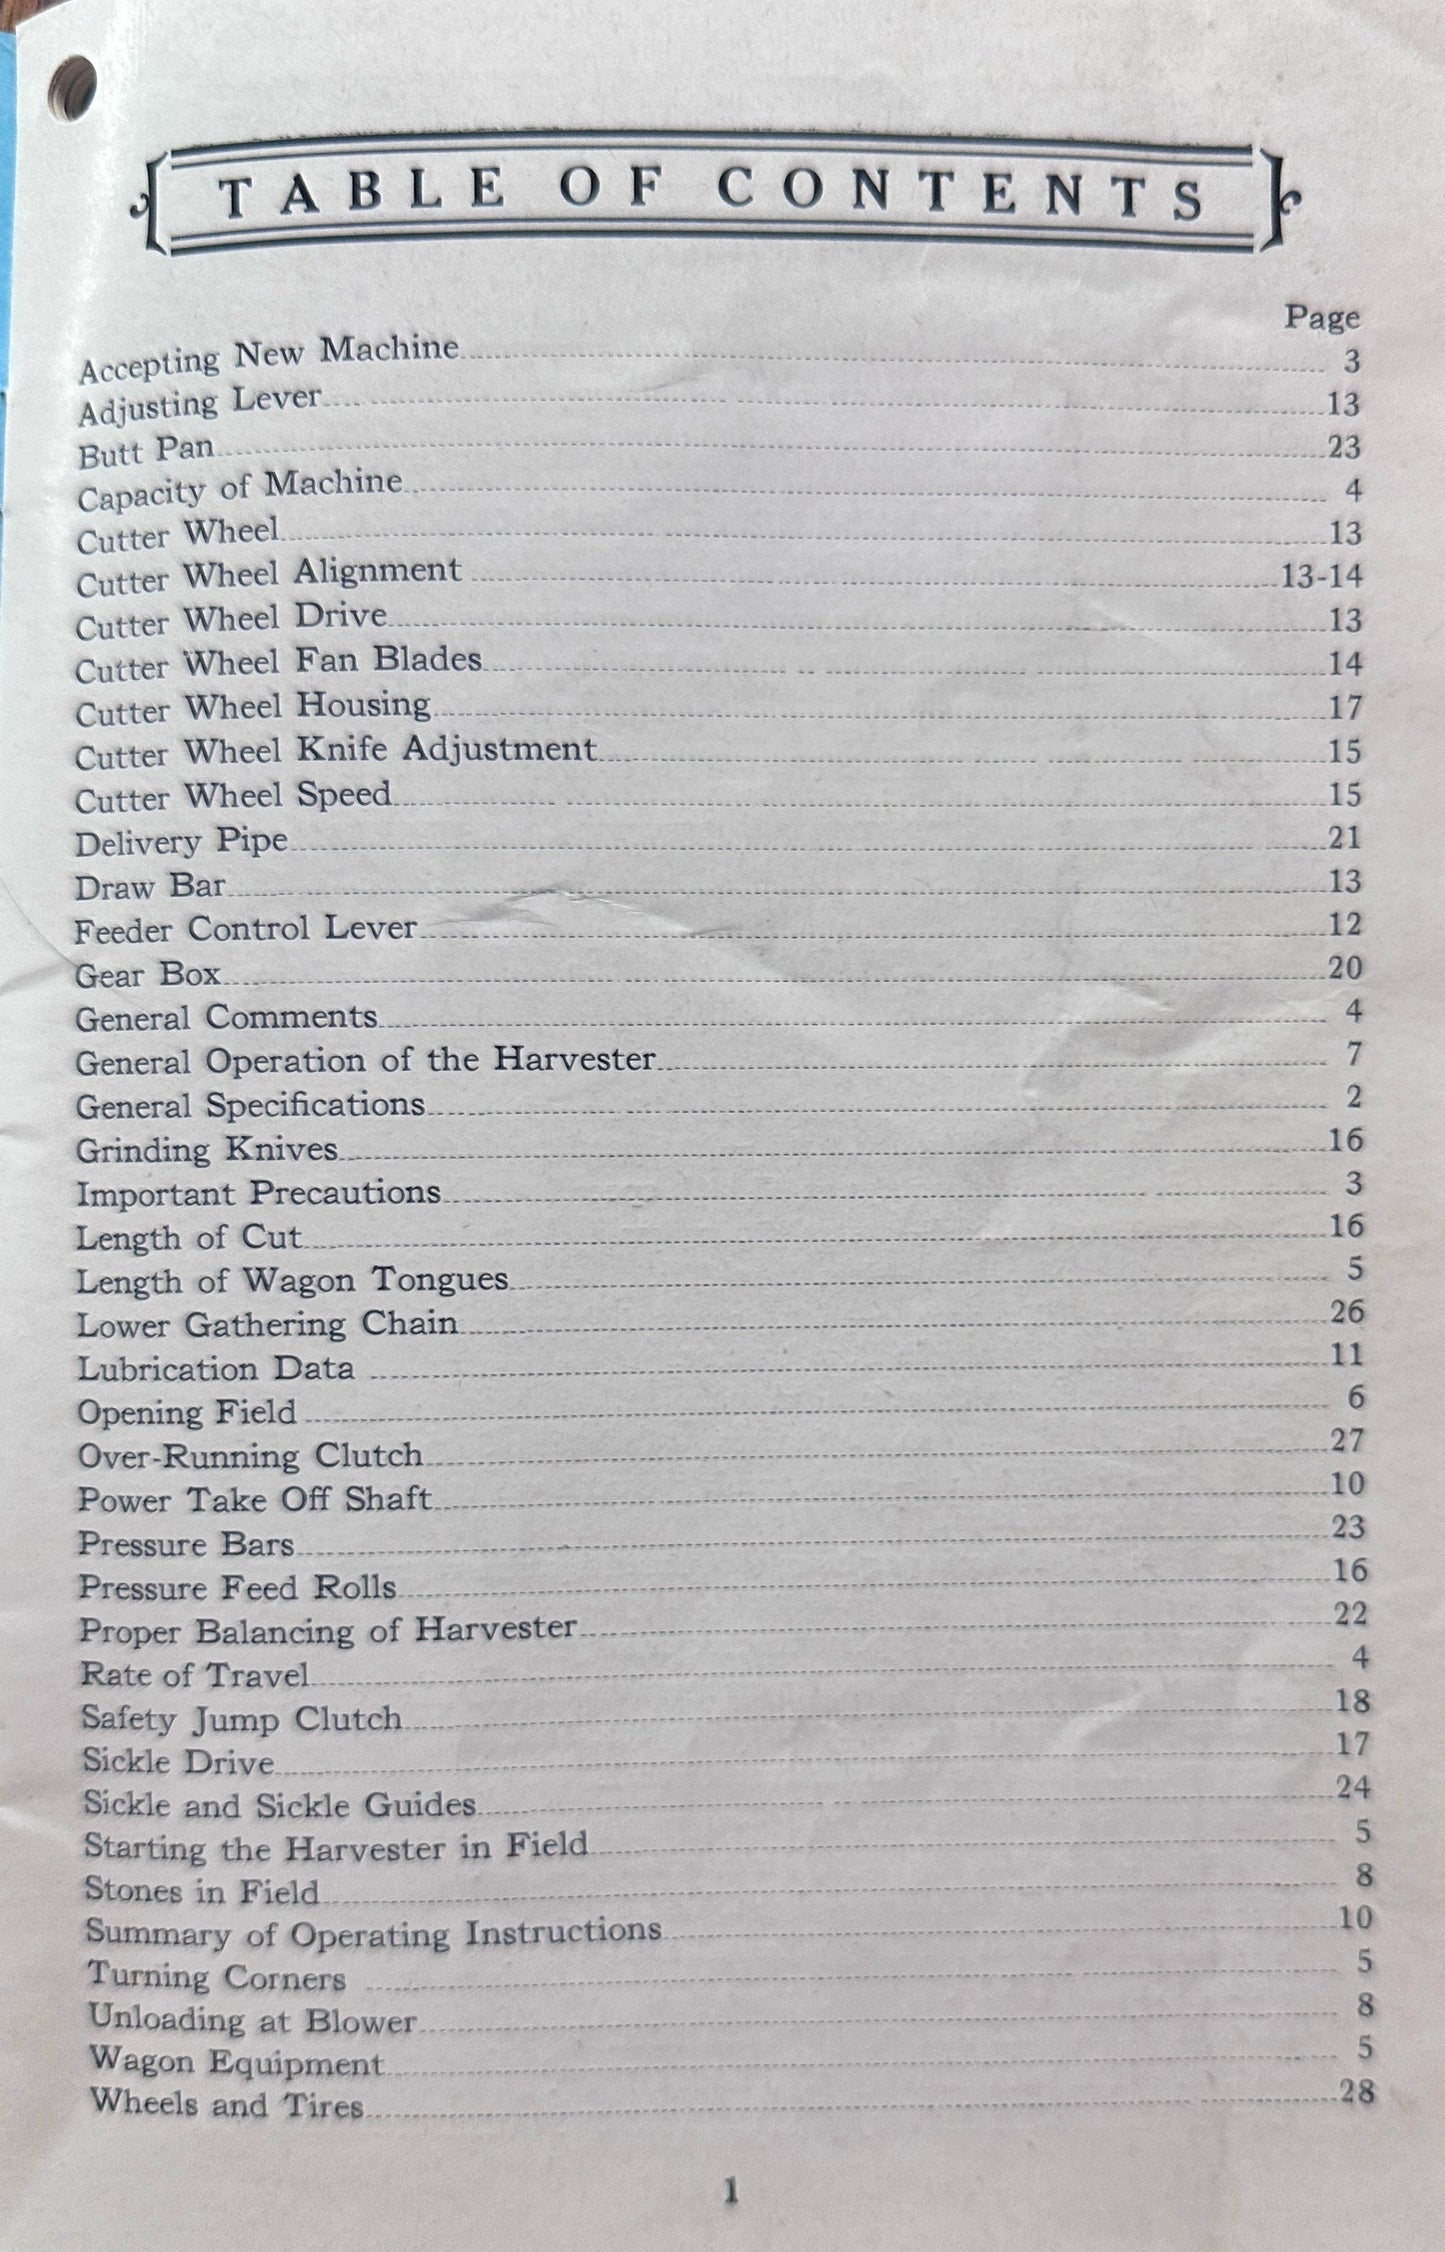 TABLE OF CONTENTS
Page
Accepting New Machine 3
Adjusting Lever 13
Butt Pan 23
Capacity of Machine 4
Cutter Wheel 13
Cutter Wheel Alignment 13-14
Cutter Wheel Drive 13
Cutter Wheel Fan Blades 14
Cutter Wheel Housing 17
Cutter Wheel Knife Adjustment 15
Cutter Wheel Speed 15
Delivery Pipe 21
Draw Bar 13
Feeder Control Lever 12
Gear Box 20
General Comments 4
General Operation of the Harvester 7
General Specifications 2
Grinding Knives 16
Important Precautions 3
Length of Cut 16
Length of Wagon Tongues 5
Lower Gathering Chain 26
Lubrication Data 11
Opening Field 6
Over-Running Clutch 27
Power Take Off Shaft 10
Pressure Bars 23
Pressure Feed Rolls 16
Proper Balancing of Harvester 22
Rate of Travel 4
Safety Jump Clutch 18
Sickle Drive 17
Sickle and Sickle Guides 24
Starting the Harvester in Field 5
Stones in Field 8
Summary of Operating Instructions 10
Turning Corners 5
Unloading at Blower 8
Wagon Equipment 5
Wheels and Tires 28
1